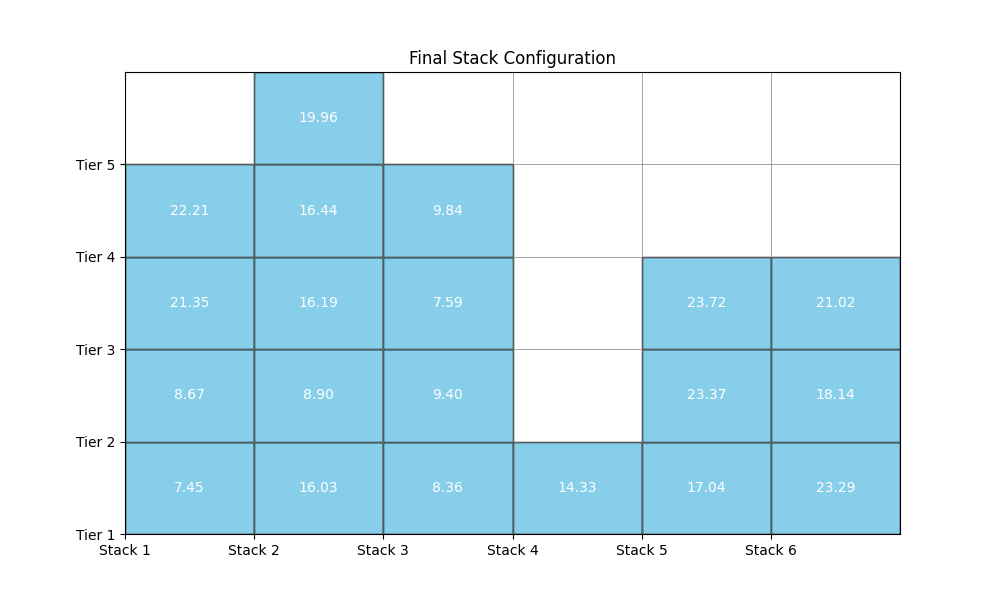 Final Stack Configuration
19.96
Tier 5
22.21 16.44 9.84
Tier 4
21.35 16.19 7.59 23.72 21.02
Tier 3
8.67 8.90 9.40 23.37 18.14
Tier 2
7.45 16.03 8.36 14.33 17.04 23.29
Tier 1
Stack 1 Stack 2 Stack 3 Stack 4 Stack 5 Stack 6